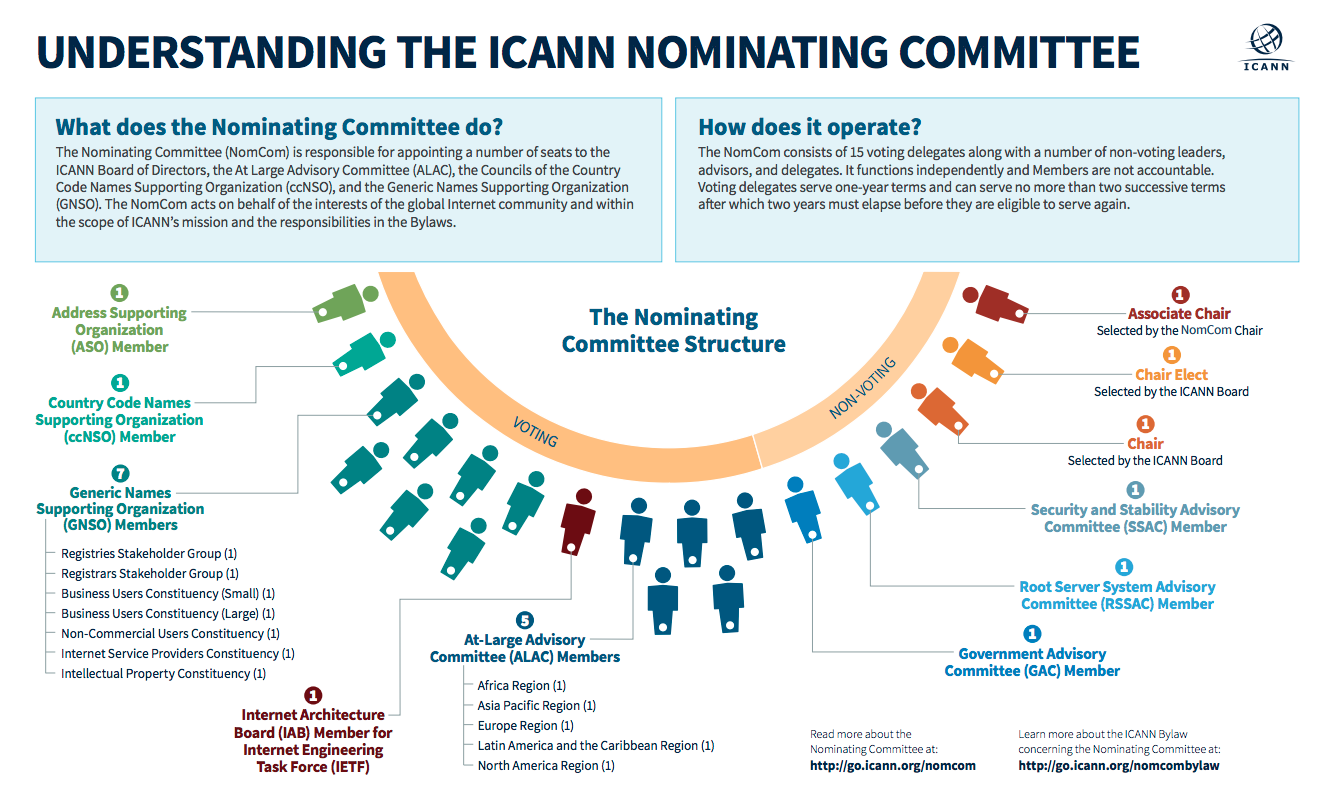 UNDERSTANDING THE ICANN NOMINATING COMMITTEE
ICANN
What does the Nominating Committee do?
The Nominating Committee (NomCom) is responsible for appointing a number of seats to the
ICANN Board of Directors, the At Large Advisory Committee (ALAC), the Councils of the Country
Code Names Supporting Organization (ccNSO), and the Generic Names Supporting Organization
(GNSO). The NomCom acts on behalf of the interests of the global Internet community and within
the scope of ICANN's mission and the responsibilities in the Bylaws.
How does it operate?
The NomCom consists of 15 voting delegates along with a number of non-voting leaders,
advisors, and delegates. It functions independently and Members are not accountable.
Voting delegates serve one-year terms and can serve no more than two successive terms
after which two years must elapse before they are eligible to serve again.
The Nominating
Committee Structure
VOTING
NON-VOTING
1
Address Supporting
Organization
(ASO) Member
1
Country Code Names
Supporting Organization
(ccNSO) Member
7
Generic Names
Supporting Organization
(GNSO) Members
Registries Stakeholder Group (1)
Registrars Stakeholder Group (1)
Business Users Constituency (Small) (1)
Business Users Constituency (Large) (1)
Non-Commercial Users Constituency (1)
Internet Service Providers Constituency (1)
Intellectual Property Constituency (1)
1
Internet Architecture
Board (IAB) Member for
Internet Engineering
Task Force (IETF)
5
At-Large Advisory
Committee (ALAC) Members
Africa Region (1)
Asia Pacific Region (1)
Europe Region (1)
Latin America and the Caribbean Region (1)
North America Region (1)
1
Associate Chair
Selected by the NomCom Chair
1
Chair Elect
Selected by the ICANN Board
1
Chair
Selected by the ICANN Board
1
Security and Stability Advisory
Committee (SSAC) Member
1
Root Server System Advisory
Committee (RSSAC) Member
1
Government Advisory
Committee (GAC) Member
Read more about the
Nominating Committee at:
http://go.icann.org/nomcom
Learn more about the ICANN Bylaw
concerning the Nominating Committee at:
http://go.icann.org/nomcombylaw